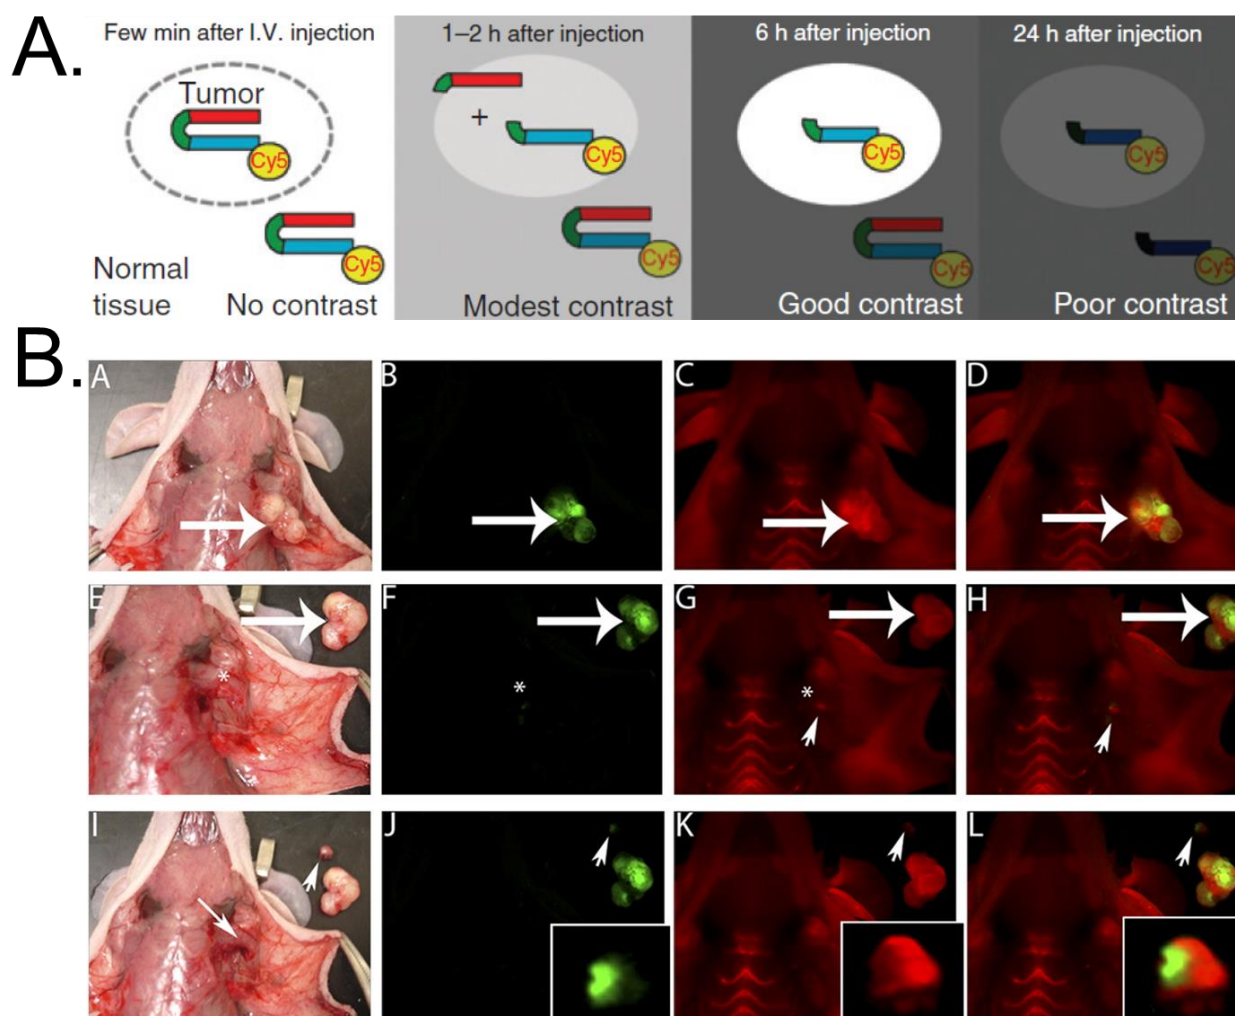 A.
Few min after I.V. injection
1–2 h after injection
6 h after injection
24 h after injection
Tumor
+
Cy5
Cy5
Cy5
Cy5
Cy5
Cy5
Cy5
Cy5
Normal
tissue
No contrast
Modest contrast
Good contrast
Poor contrast
B.
A
B
C
D
E
F
G
H
*
*
*
I
J
K
L